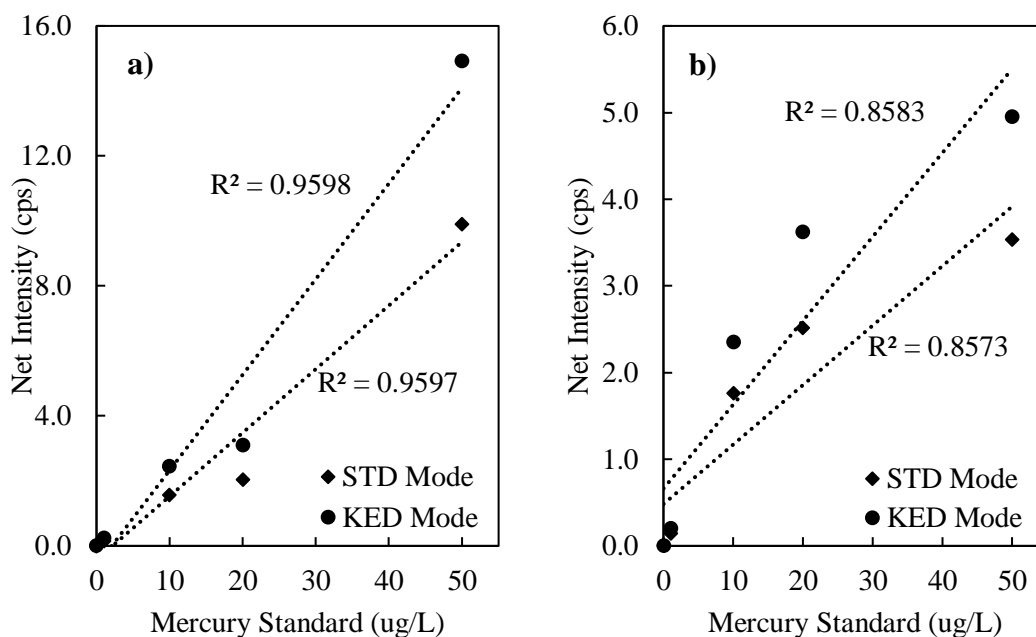 a)
Net Intensity (cps)
16.0
12.0
8.0
4.0
0.0
R² = 0.9598
R² = 0.9597
STD Mode
KED Mode
0 10 20 30 40 50
Mercury Standard (ug/L)
b)
Net Intensity (cps)
6.0
5.0
4.0
3.0
2.0
1.0
0.0
R² = 0.8583
R² = 0.8573
STD Mode
KED Mode
0 10 20 30 40 50
Mercury Standard (ug/L)